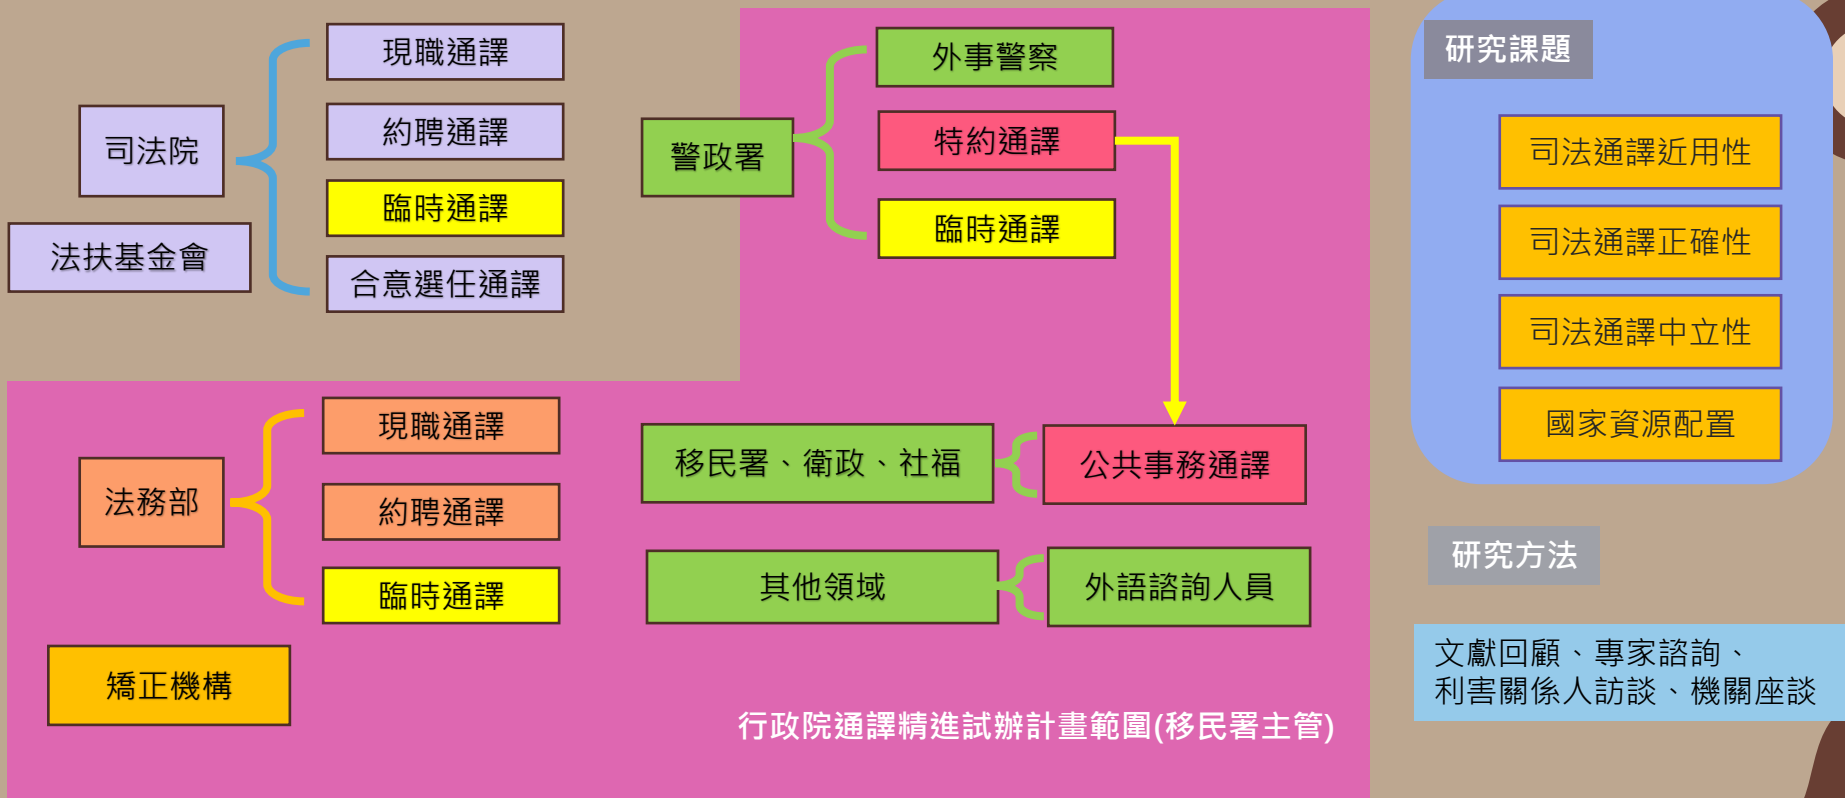 司法院
法扶基金會
現職通譯
約聘通譯
臨時通譯
合意選任通譯
警政署
外事警察
特約通譯
臨時通譯
法務部
現職通譯
約聘通譯
臨時通譯
矯正機構
移民署、衛政、社福
公共事務通譯
其他領域
外語諮詢人員
行政院通譯精進試辦計畫範圍(移民署主管)
研究課題
司法通譯近用性
司法通譯正確性
司法通譯中立性
國家資源配置
研究方法
文獻回顧、專家諮詢、
利害關係人訪談、機關座談